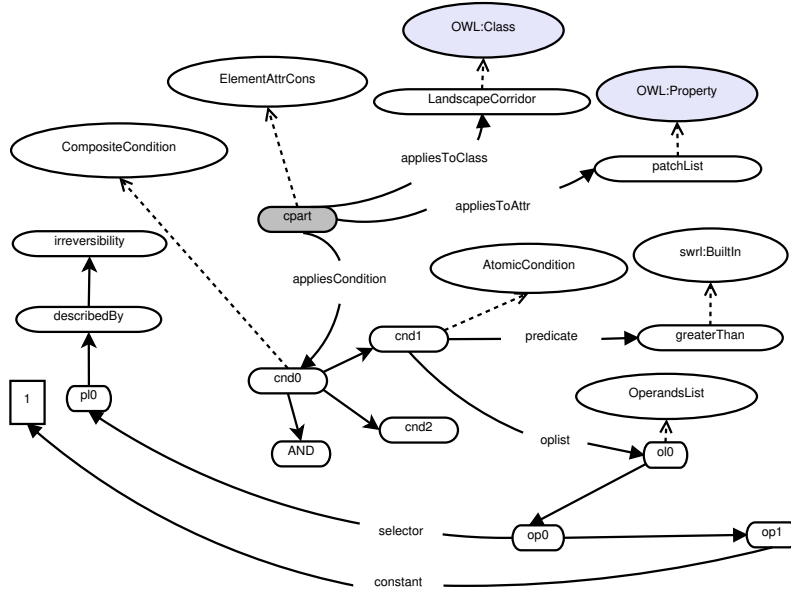 OWL:Class
ElementAttrCons
OWL:Property
LandscapeCorridor
CompositeCondition
appliesToClass
patchList
appliesToAttr
cpart
irreversibility
swrl:BuiltIn
AtomicCondition
appliesCondition
describedBy
cnd1
predicate
greaterThan
cnd0
OperandsList
1
pl0
cnd2
oplist
AND
ol0
selector
op0
op1
constant